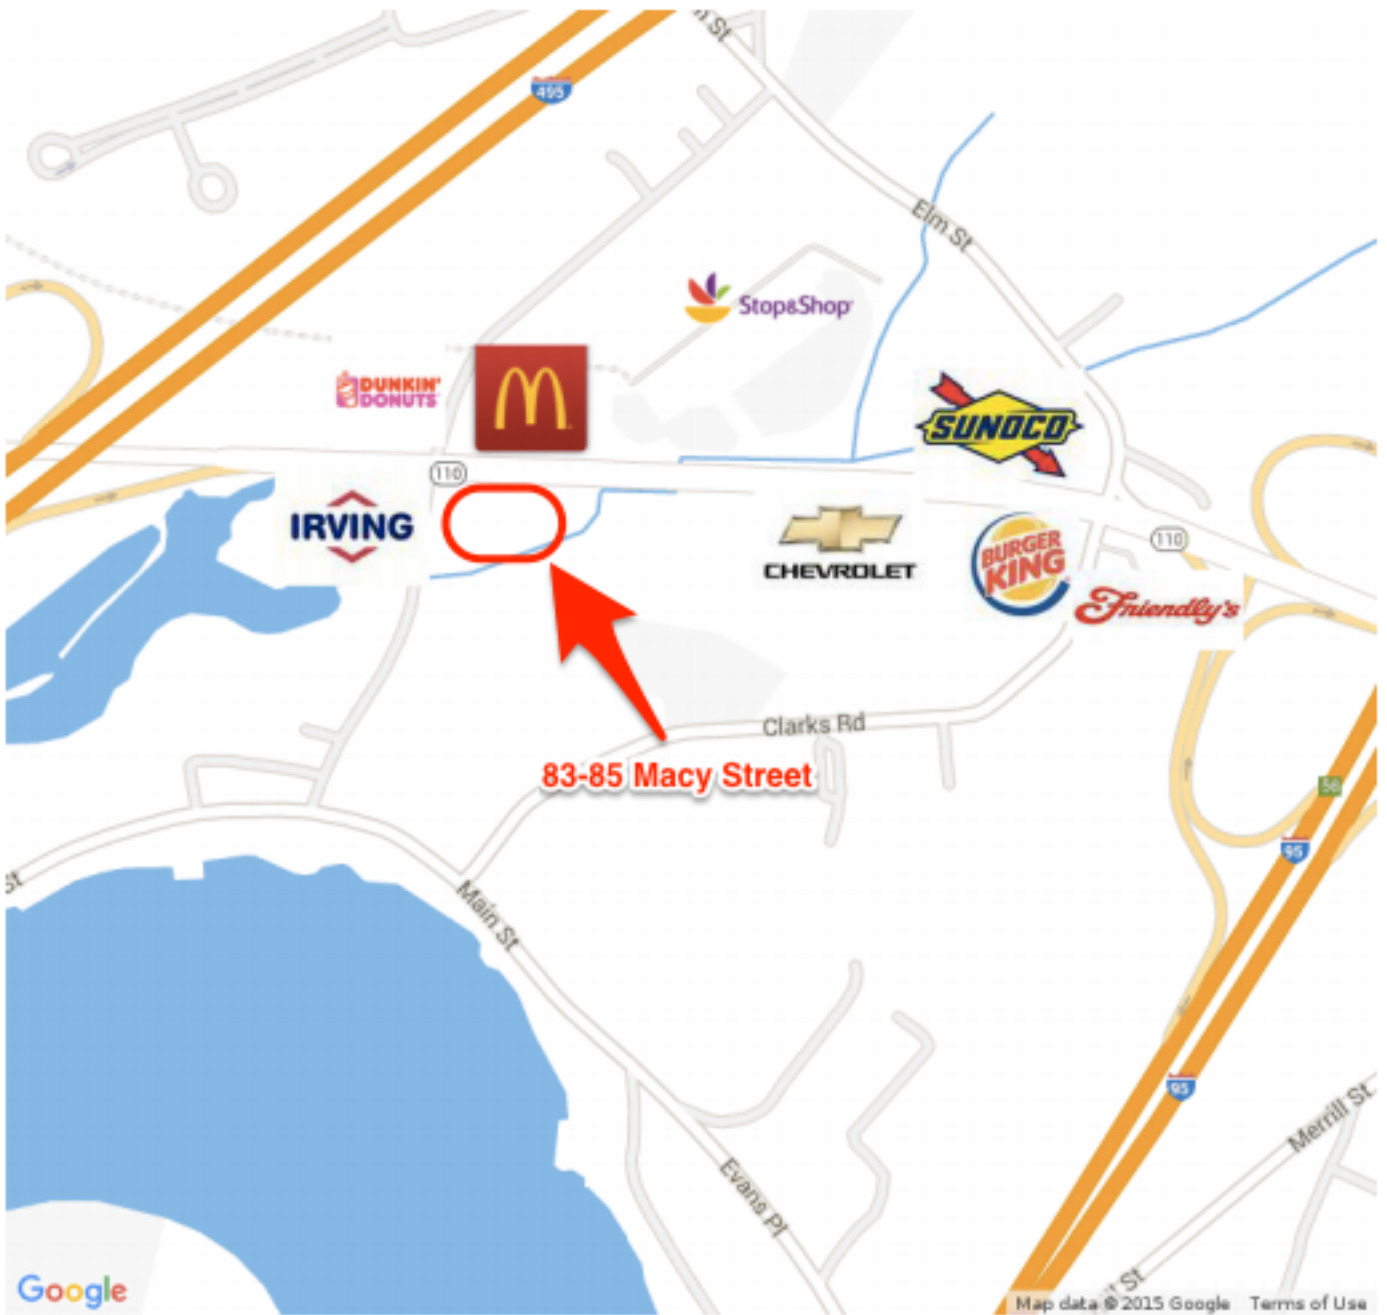 St
495
Elm St
Stop&Shop
DUNKIN'
DONUTS
SUNOCO
110
IRVING
CHEVROLET
BURGER
KING
110
Friendly's
Clarks Rd
83-85 Macy Street
58
95
St
Main St
95
Merrill St
Evans Pl
St
Google
Map data © 2015 Google
Terms of Use